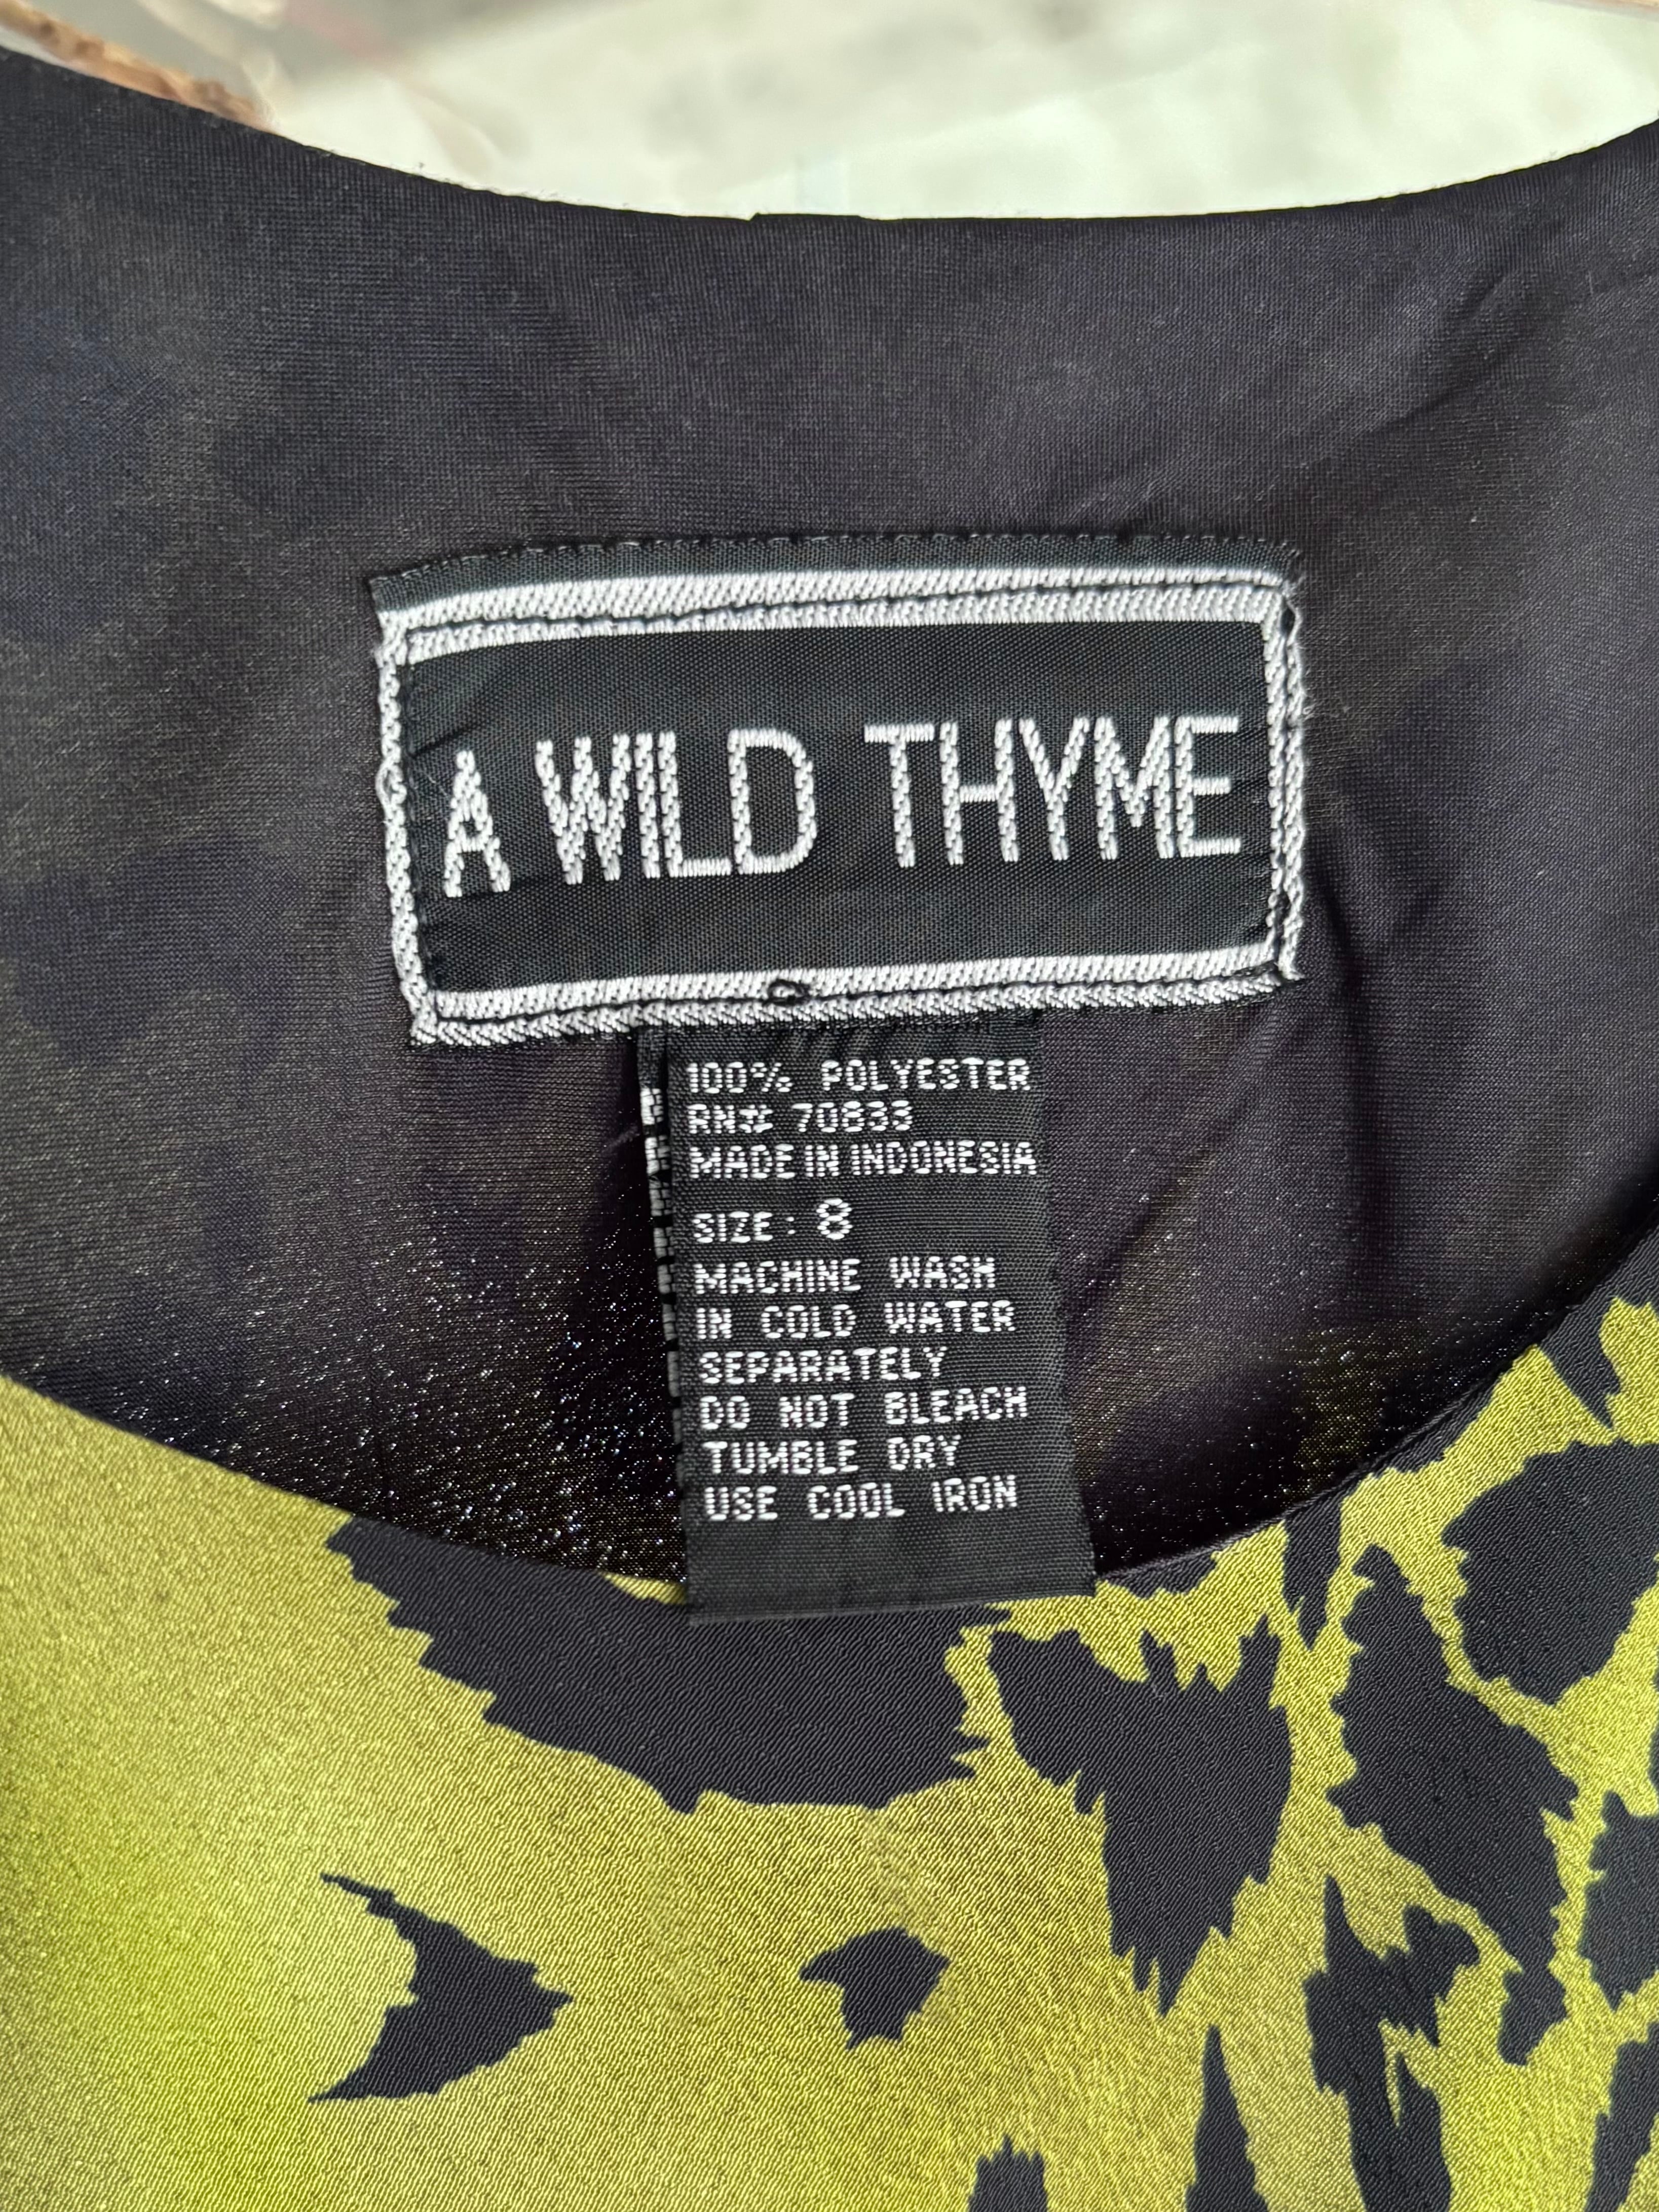 A WILD THYME
100% POLYESTER
RN# 70833
MADE IN INDONESIA
SIZE: 8
MACHINE WASH
IN COLD WATER
SEPARATELY
DO NOT BLEACH
TUMBLE DRY
USE COOL IRON